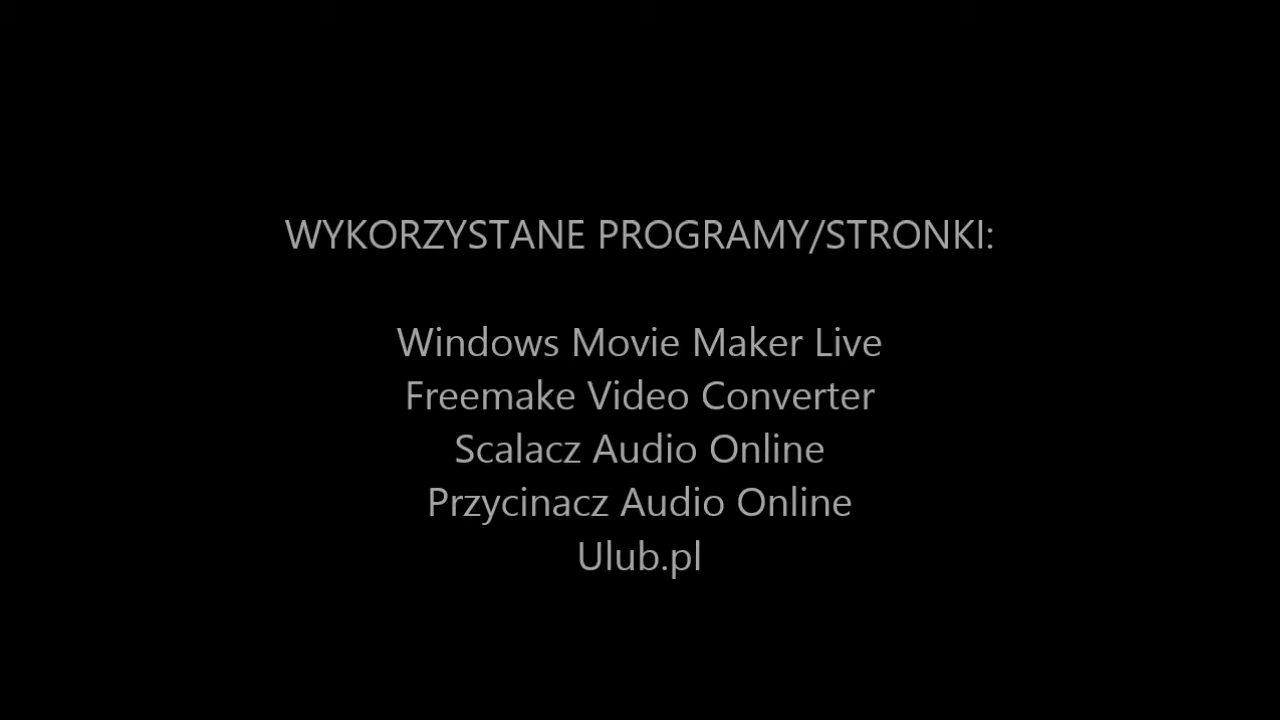 WYKORZYSTANE PROGRAMY/STRONKI:
Windows Movie Maker Live
Freemake Video Converter
Scalacz Audio Online
Przycinacz Audio Online
Ulub.pl